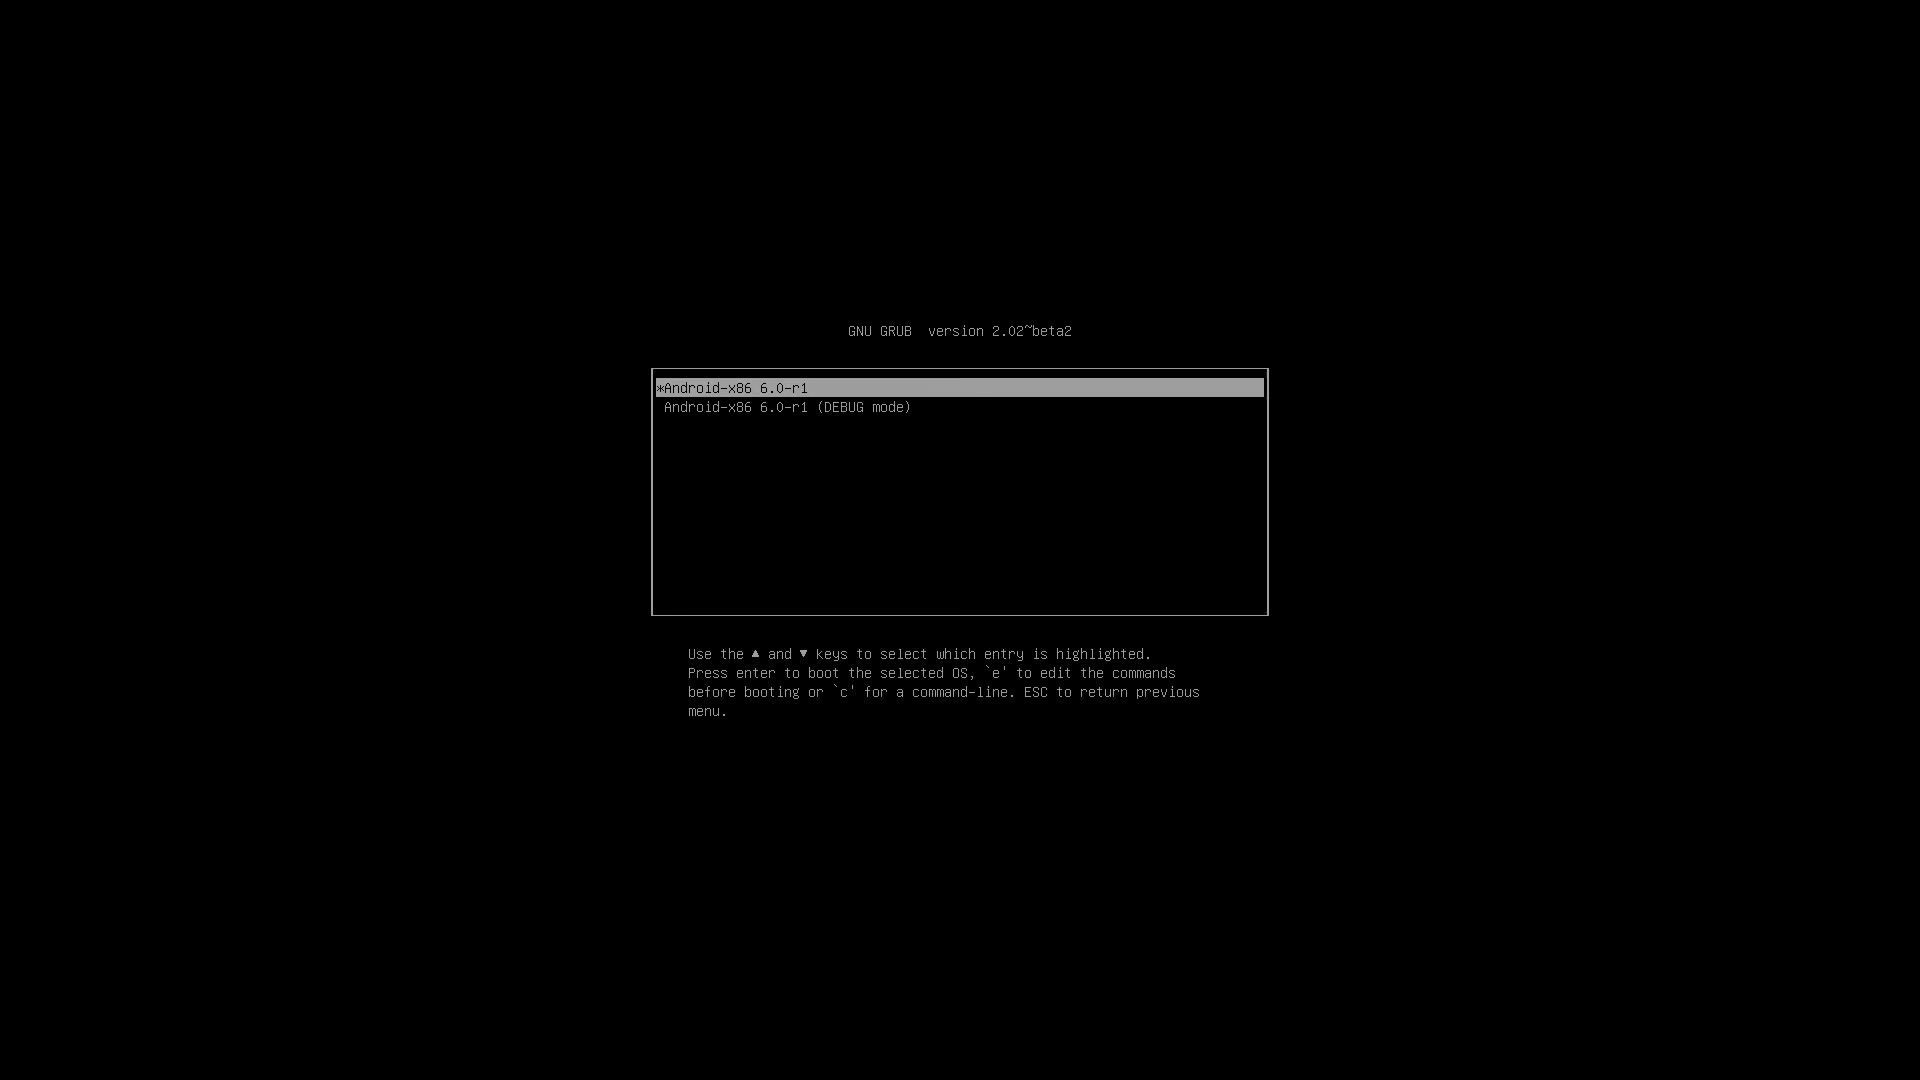 GNU GRUB  version 2.02~beta2
*Android-x86 6.0-r1
Android-x86 6.0-r1 (DEBUG mode)
Use the ▲ and ▼ keys to select which entry is highlighted.
Press enter to boot the selected OS, `e' to edit the commands
before booting or `c' for a command-line. ESC to return previous
menu.